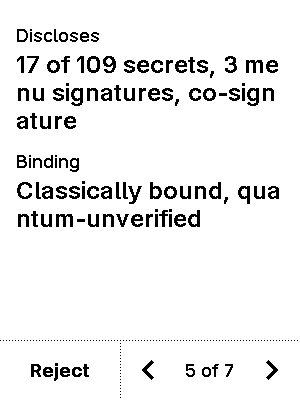 Discloses
17 of 109 secrets, 3 me
nu signatures, co-sign
ature
Binding
Classically bound, qua
ntum-unverified
Reject
5 of 7